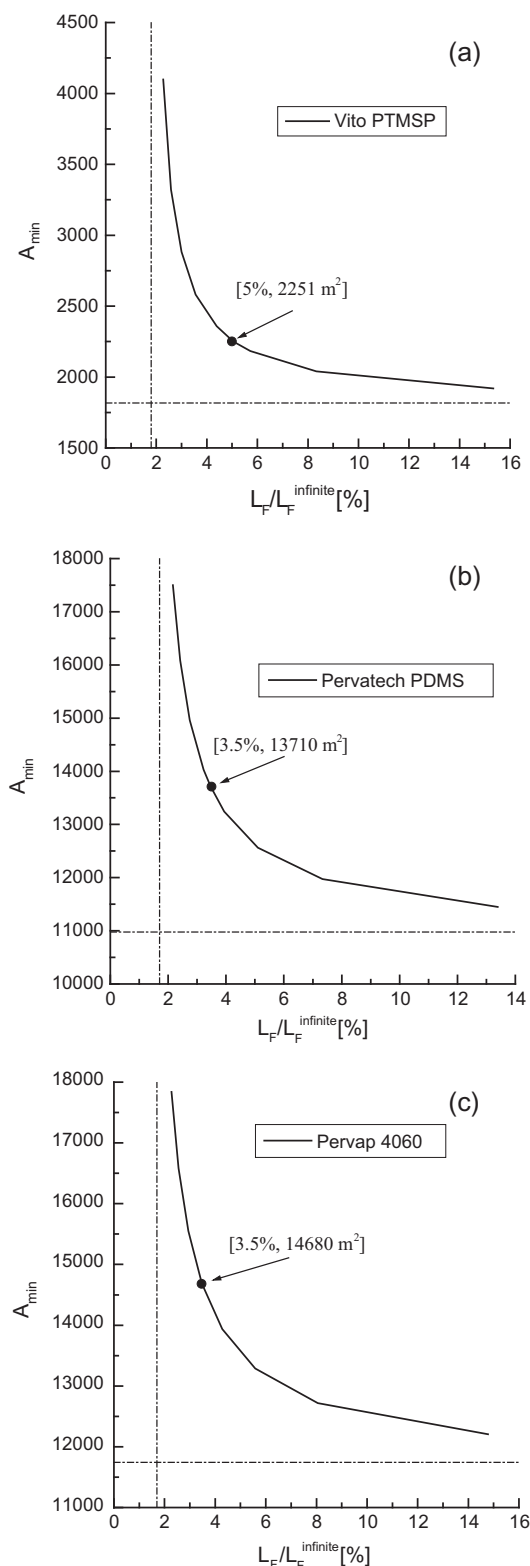 (a)
4500
4000
3500
3000
2500
2000
1500
A_min
Vito PTMSP
[5%, 2251 m²]
0 2 4 6 8 10 12 14 16
L_F/L_F^infinite[%]
(b)
18000
17000
16000
15000
14000
13000
12000
11000
10000
A_min
Pervatech PDMS
[3.5%, 13710 m²]
0 2 4 6 8 10 12 14
L_F/L_F^infinite[%]
(c)
18000
17000
16000
15000
14000
13000
12000
11000
A_min
Pervap 4060
[3.5%, 14680 m²]
0 2 4 6 8 10 12 14 16
L_F/L_F^infinite[%]